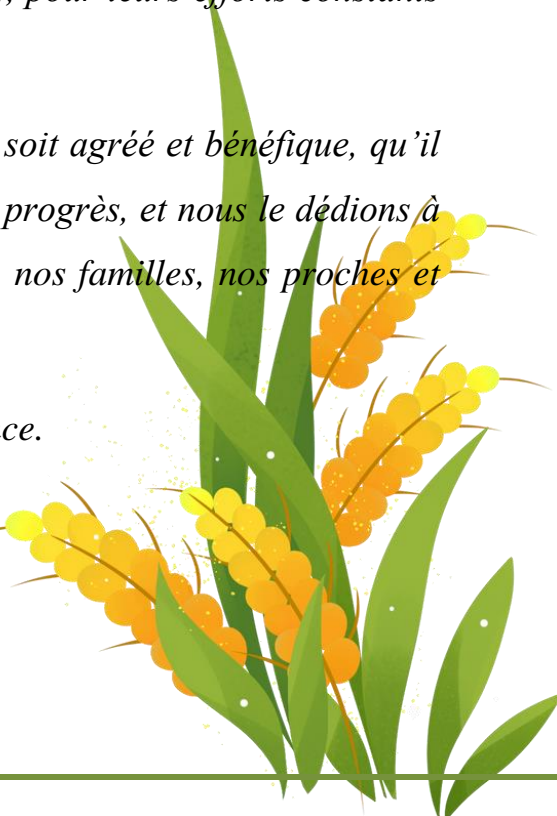 pour leurs efforts constants
soit agréé et bénéfique, qu’il
progrès, et nous le dédions à
nos familles, nos proches et